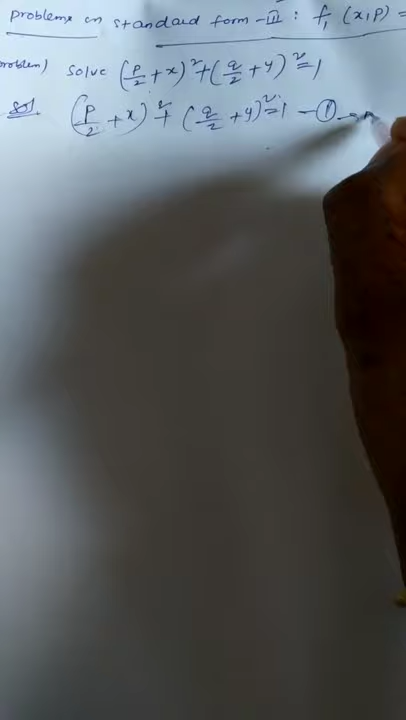 problems on standard form -III : f₁ (x,p) =
problem) Solve (p/2 + x)² + (q/2 + y)² = 1
Sol (p/2 + x)² + (q/2 + y)² = 1 - ①